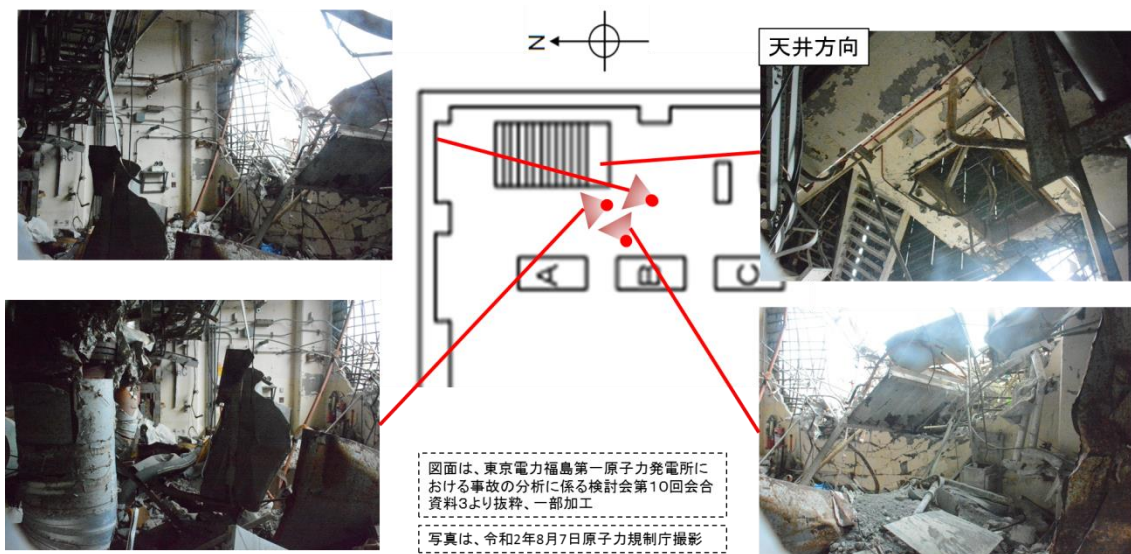 N
天井方向
A
B
C
図面は、東京電力福島第一原子力発電所に
おける事故の分析に係る検討会第10回会合
資料3より抜粋、一部加工
写真は、令和2年8月7日原子力規制庁撮影